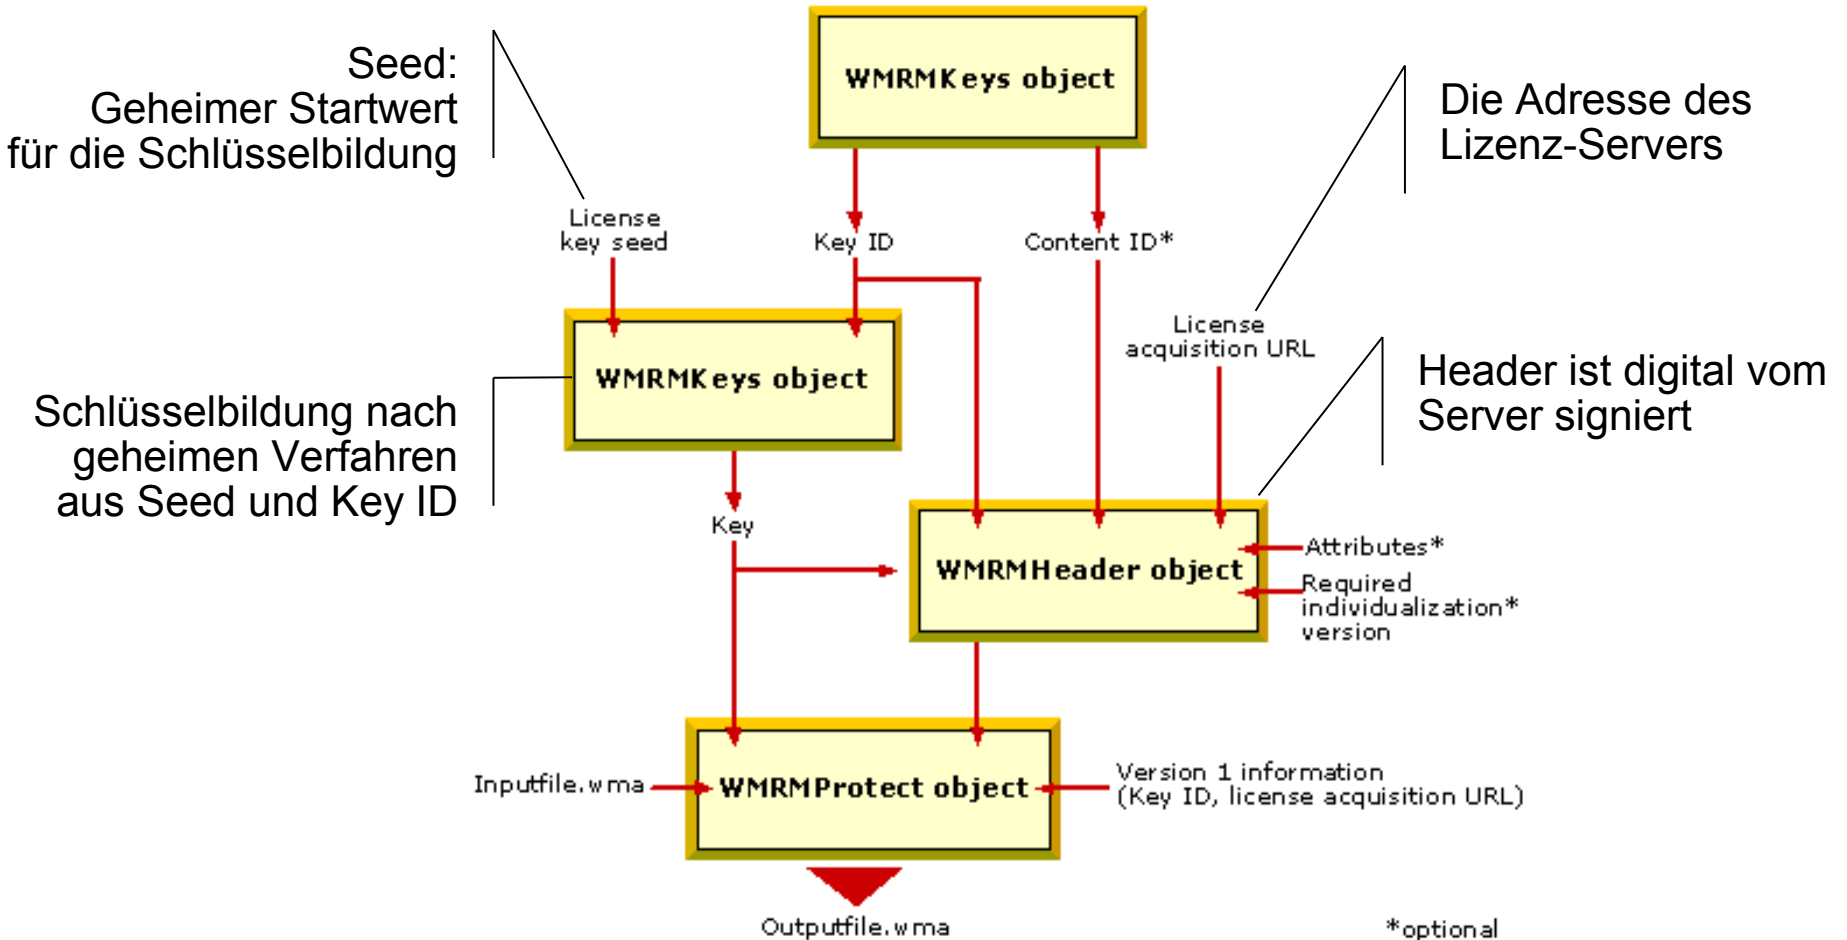 Seed:
Geheimer Startwert
für die Schlüsselbildung
WMRMKeys object
Die Adresse des
Lizenz-Servers
License
key seed
Key ID
Content ID*
License
acquisition URL
WMRMKeys object
Schlüsselbildung nach
geheimen Verfahren
aus Seed und Key ID
Header ist digital vom
Server signiert
Key
WMRMHeader object
Attributes*
Required
individualization*
version
Inputfile.wma
WMRMProtect object
Version 1 information
(Key ID, license acquisition URL)
Outputfile.wma
*optional